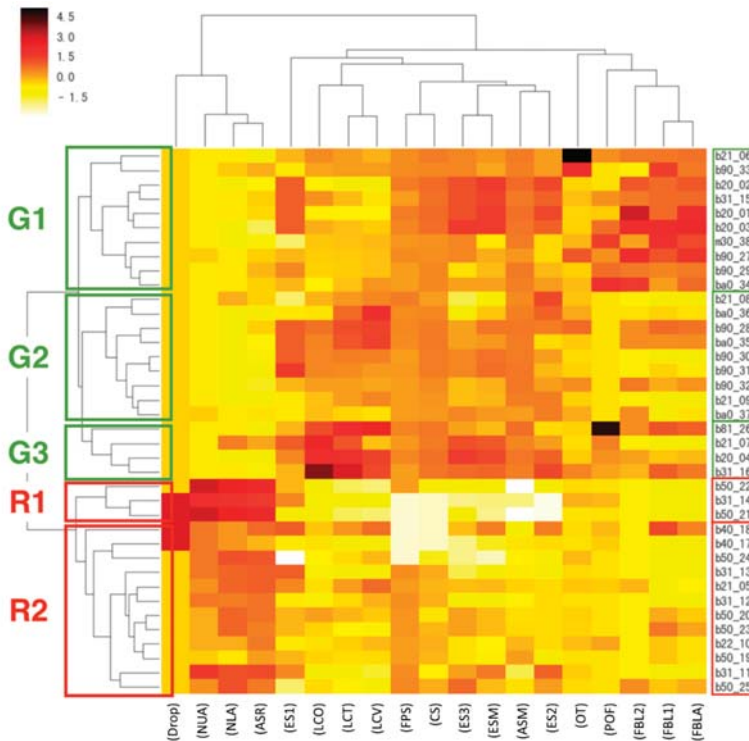 4.5
3.0
1.5
0.0
- 1.5
G1
G2
G3
R1
R2
b21_06
b90_33
b20_02
b31_15
b20_01
b20_03
m30_38
b90_27
b90_29
ba0_34
b21_08
ba0_36
b90_28
ba0_35
b90_30
b90_31
b90_32
b21_09
ba0_37
b81_26
b21_07
b20_04
b31_16
b50_22
b31_14
b50_21
b40_18
b40_17
b50_24
b31_13
b21_05
b31_12
b50_20
b50_23
b22_10
b50_19
b31_11
b50_25
(Drop) (NUA) (NLA) (ASR) (ES1) (LCO) (LCT) (LCV) (FPS) (CS) (ES3) (ESM) (ASM) (ES2) (OT) (POF) (FBL2) (FBL1) (FBLA)